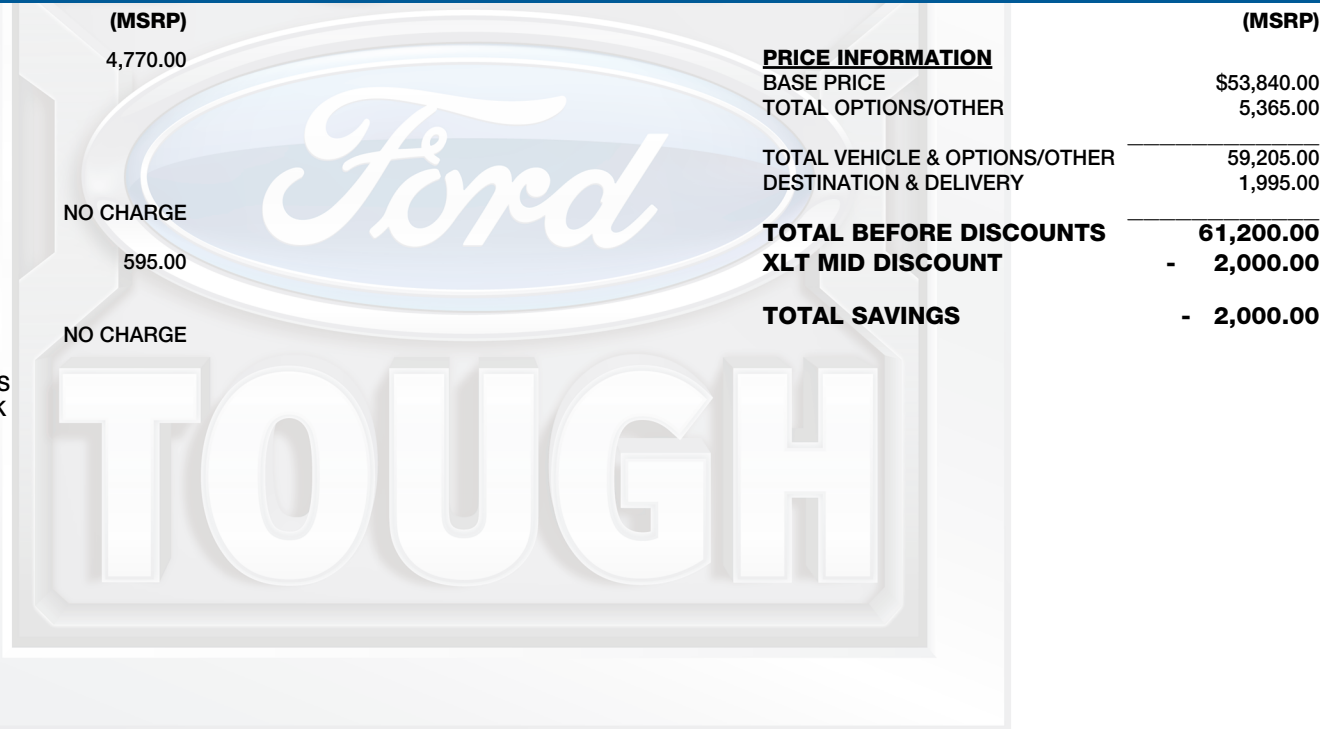 (MSRP)
4,770.00
NO CHARGE
595.00
NO CHARGE
S
K
Ford
TOUGH
(MSRP)
PRICE INFORMATION
BASE PRICE $53,840.00
TOTAL OPTIONS/OTHER 5,365.00
TOTAL VEHICLE & OPTIONS/OTHER 59,205.00
DESTINATION & DELIVERY 1,995.00
TOTAL BEFORE DISCOUNTS 61,200.00
XLT MID DISCOUNT - 2,000.00
TOTAL SAVINGS - 2,000.00